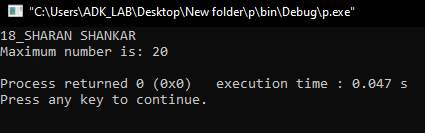 "C:\Users\ADK_LAB\Desktop\New folder\p\bin\Debug\p.exe"
18_SHARAN SHANKAR
Maximum number is: 20
Process returned 0 (0x0)   execution time : 0.047 s
Press any key to continue.